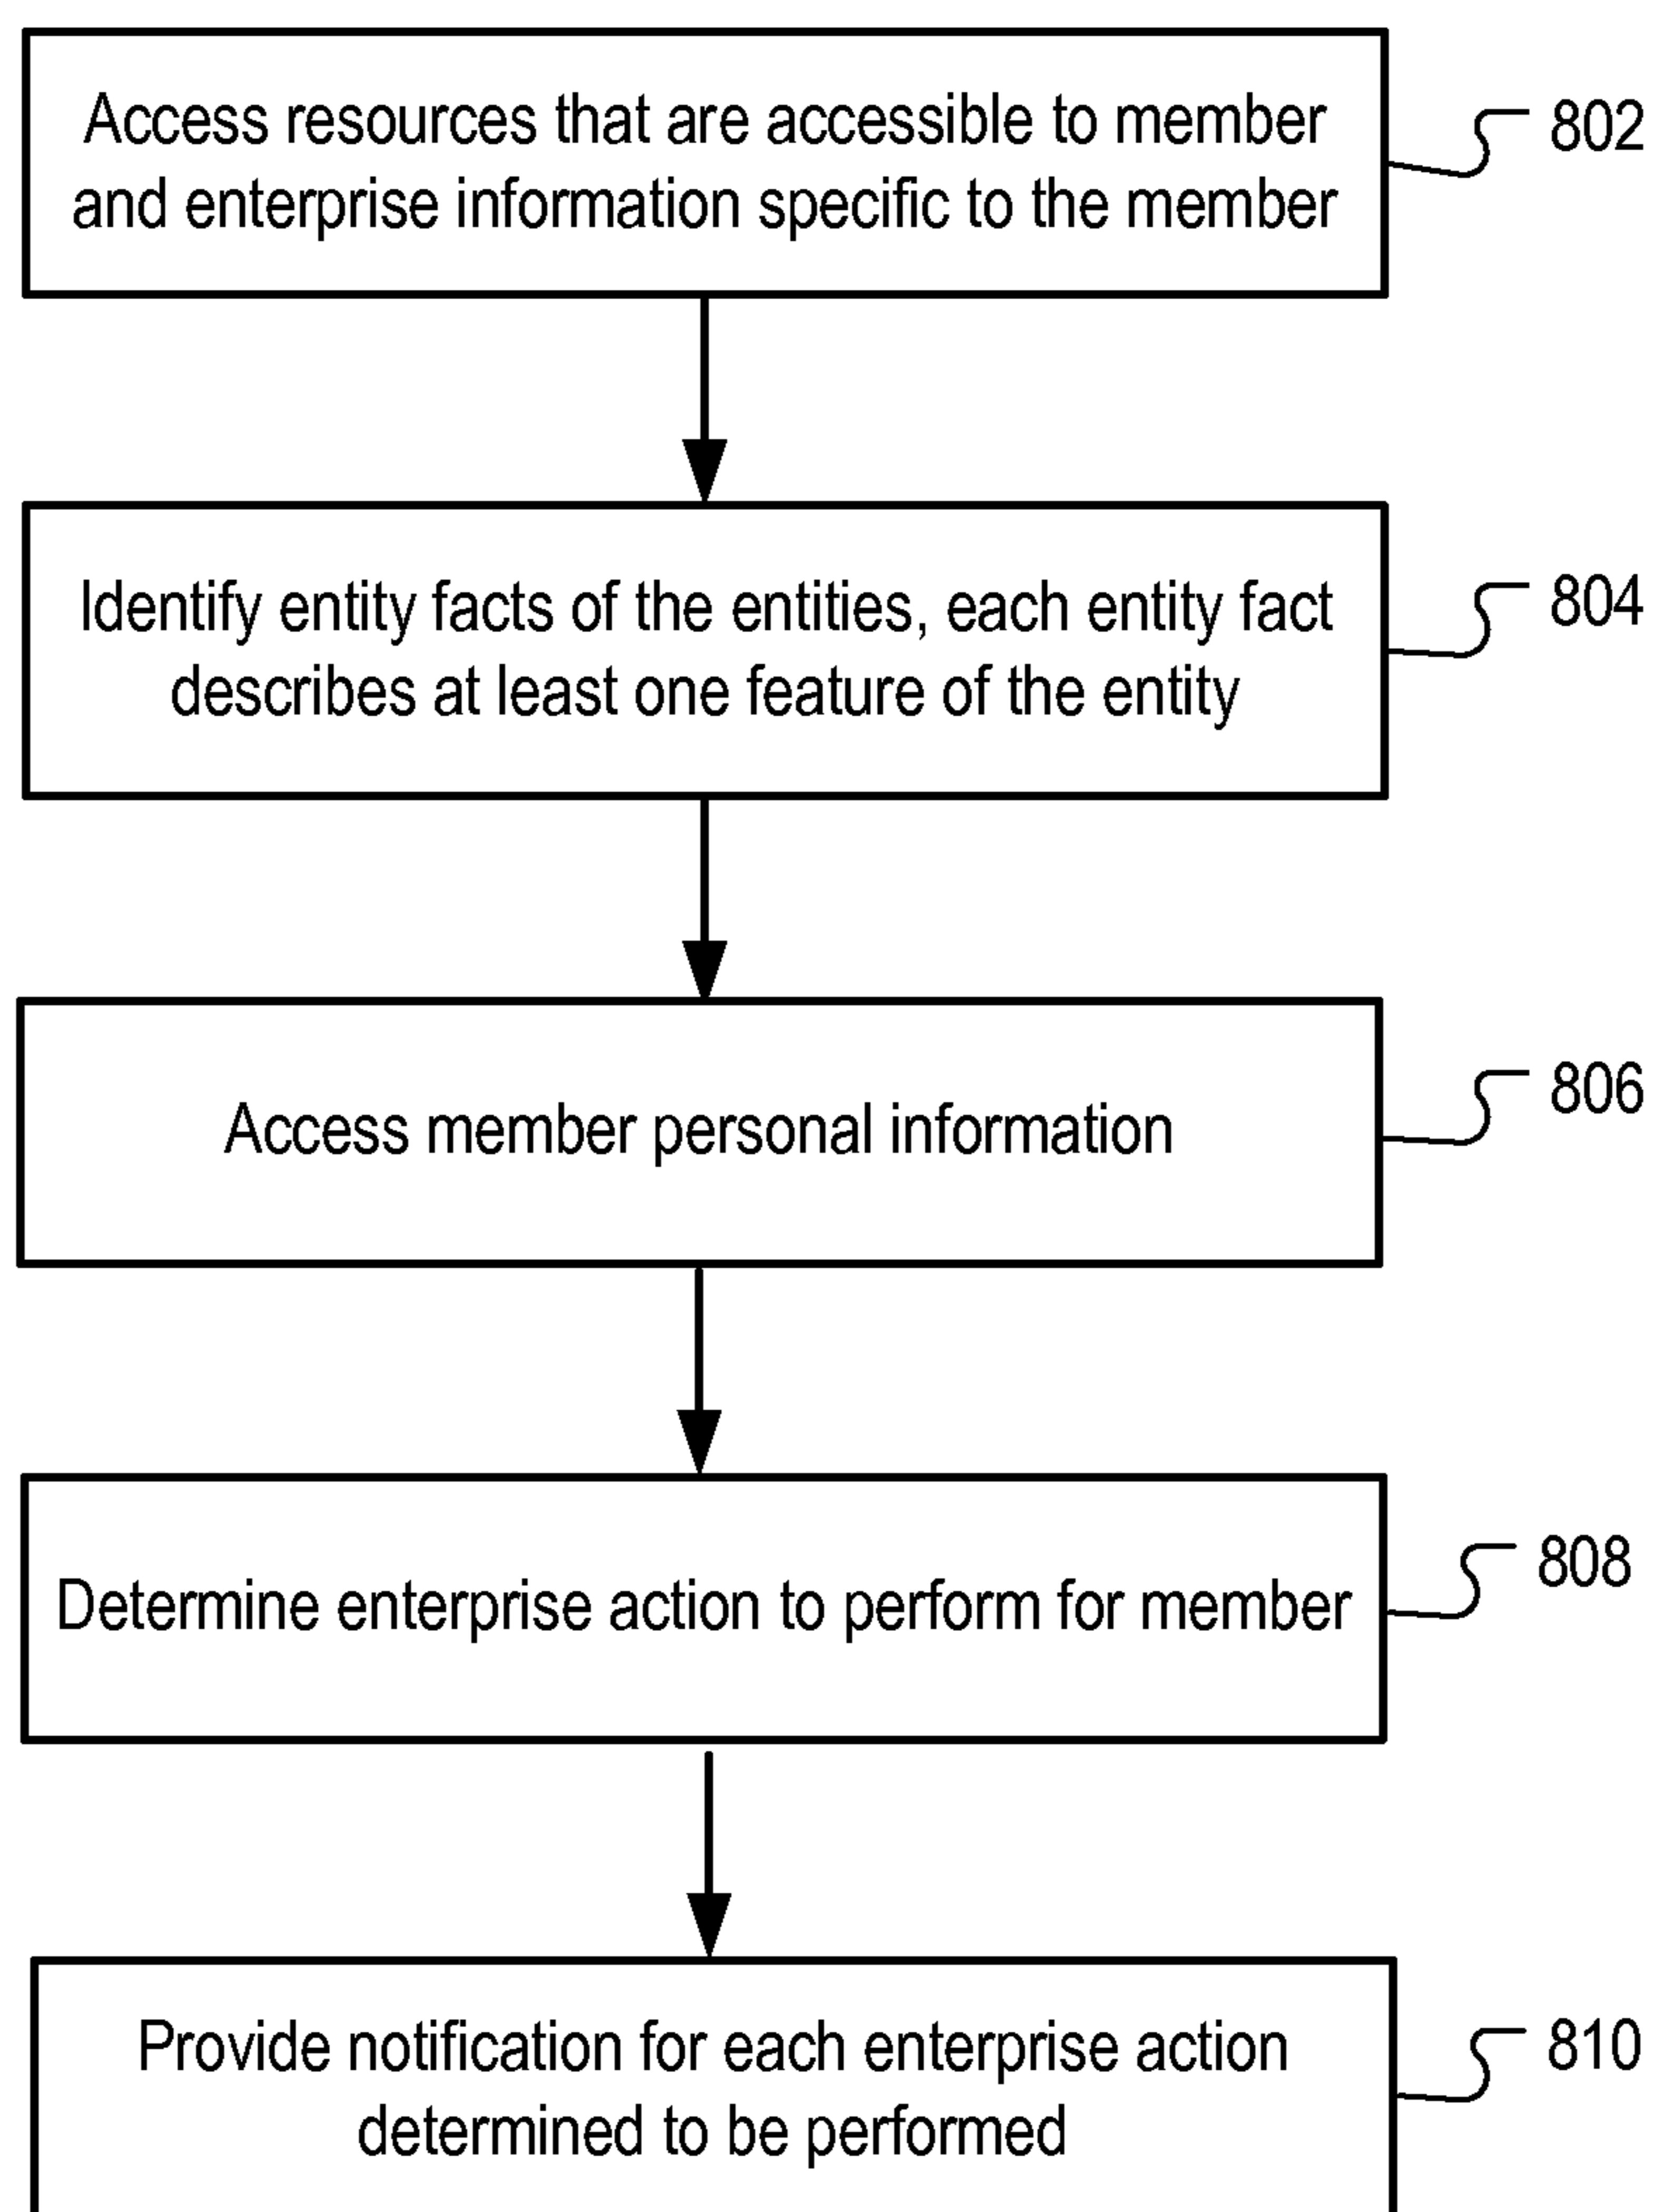 Access resources that are accessible to member
and enterprise information specific to the member
802
Identify entity facts of the entities, each entity fact
describes at least one feature of the entity
804
Access member personal information
806
Determine enterprise action to perform for member
808
Provide notification for each enterprise action
determined to be performed
810